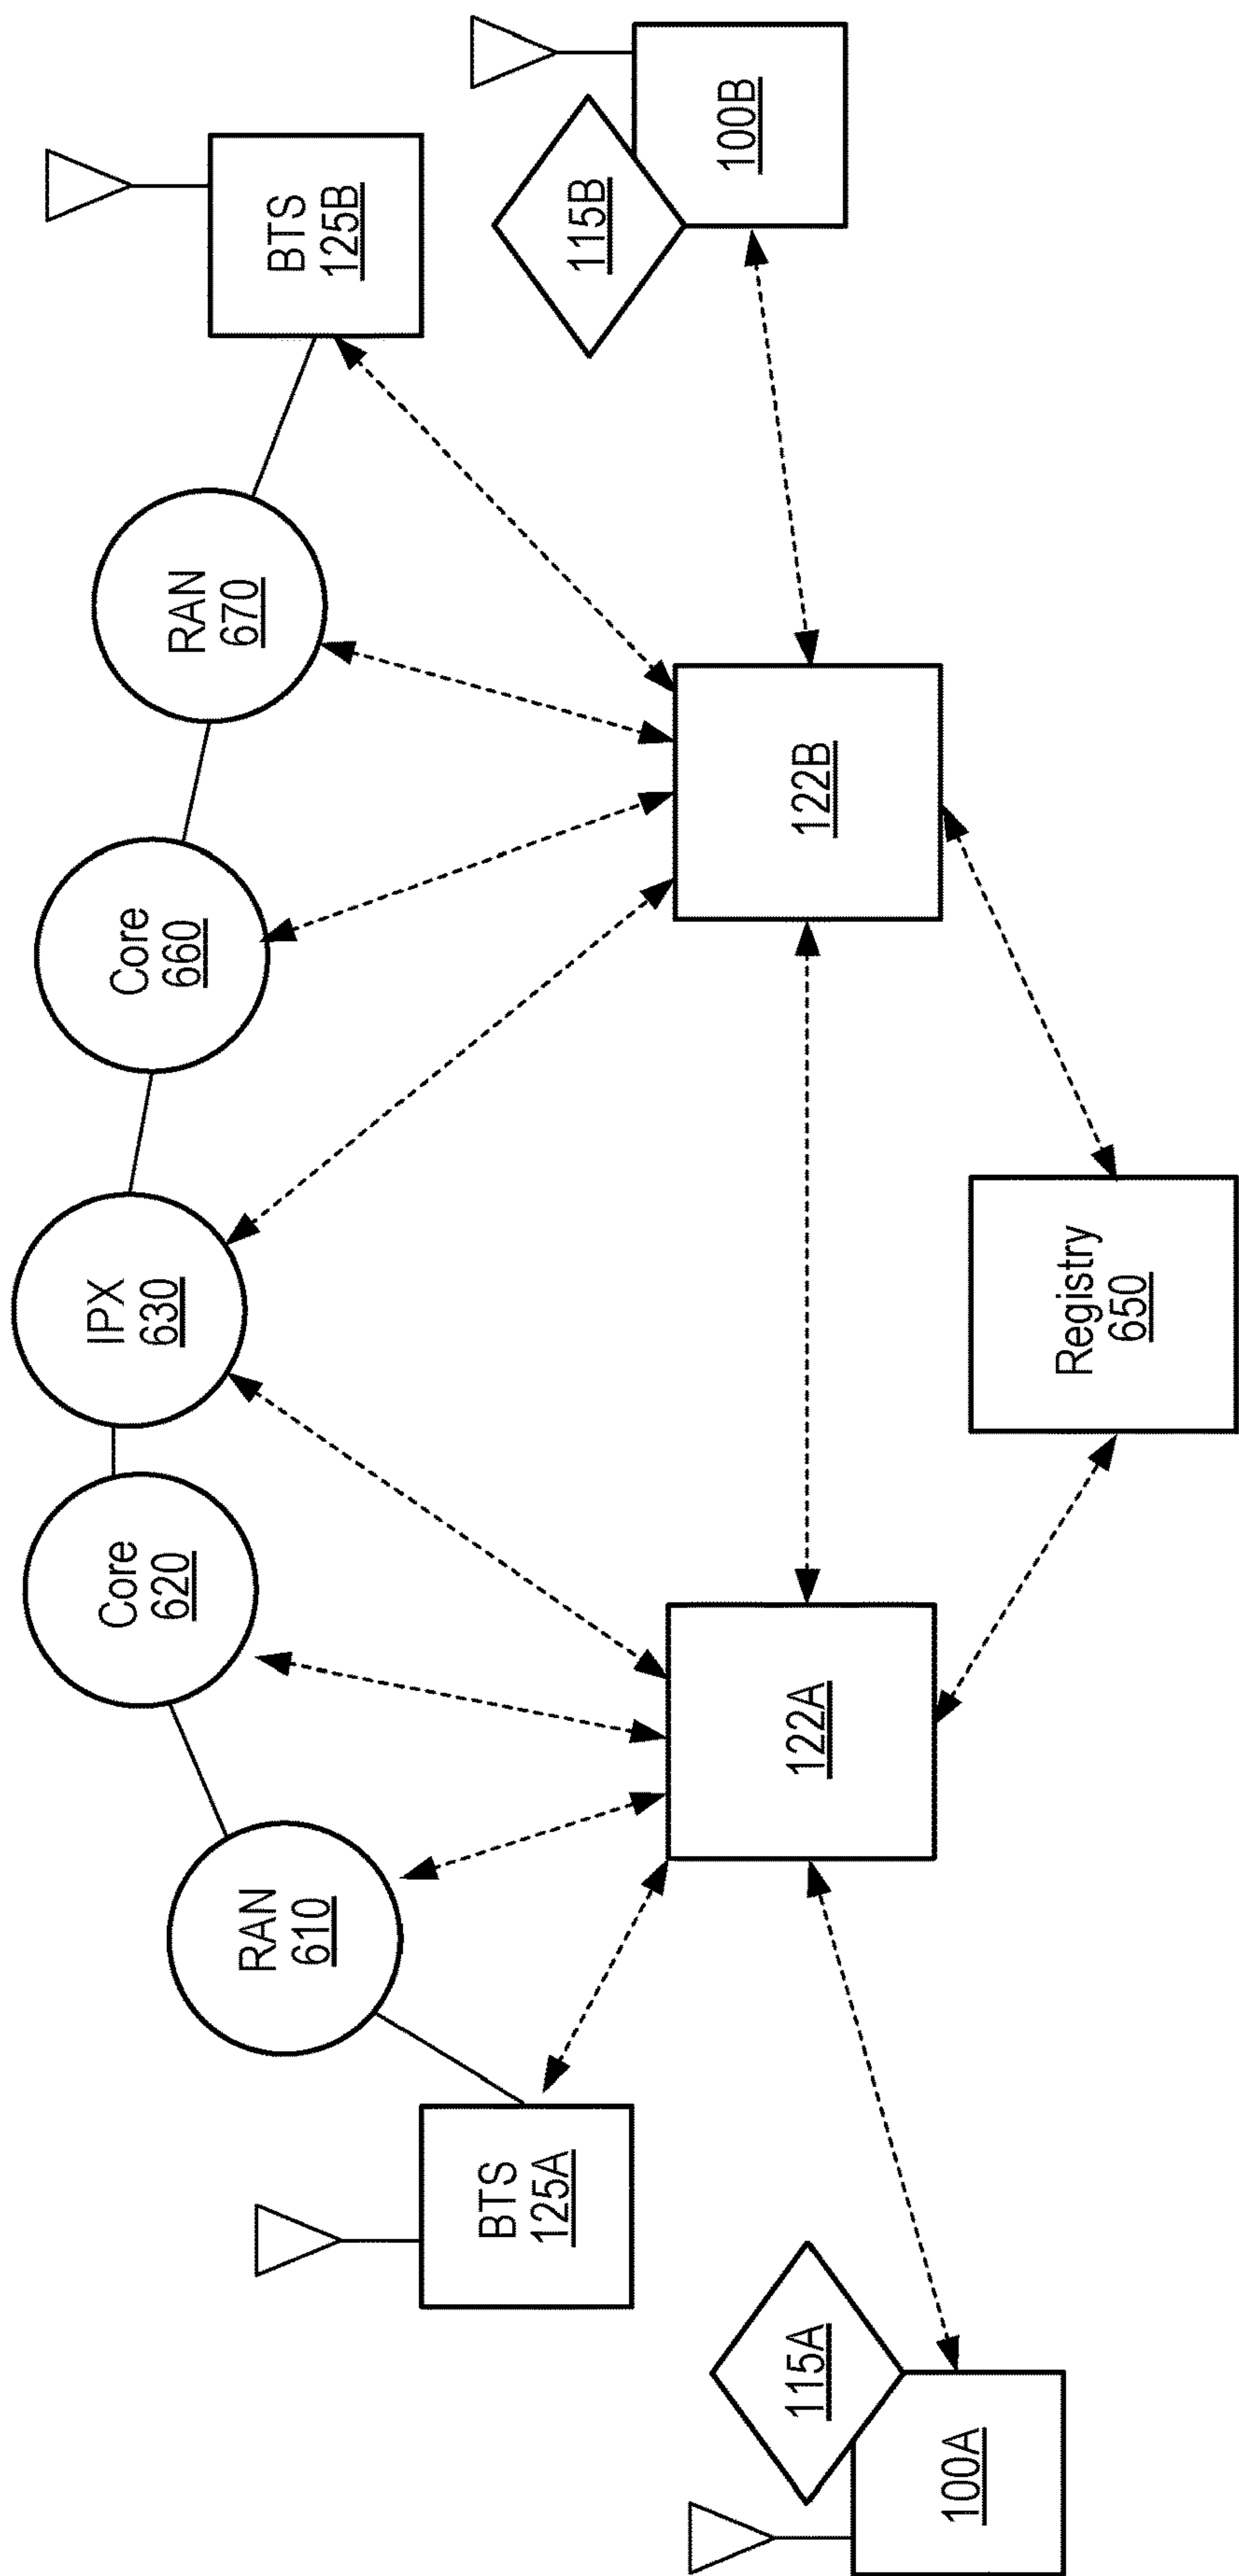 IPX
630
Core
620
Core
660
RAN
610
RAN
670
BTS
125A
BTS
125B
115A
100A
115B
100B
122A
122B
Registry
650